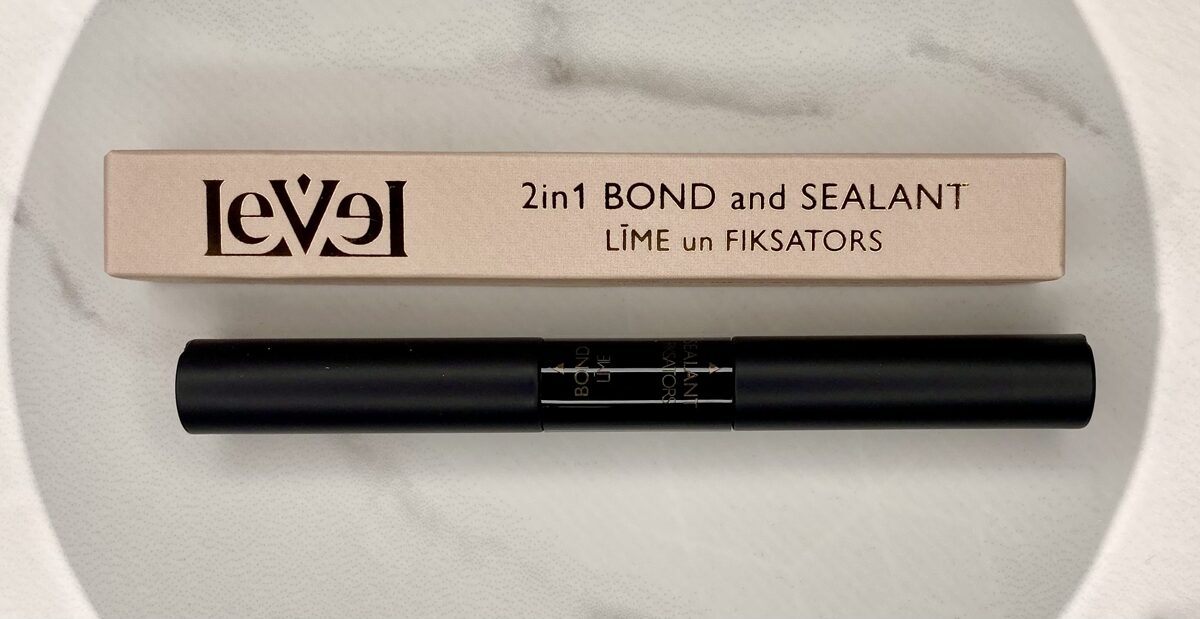 LeVel
2in1 BOND and SEALANT
LĪME un FIKSATORS
BOND
LĪME
SEALANT
FIKSATORS